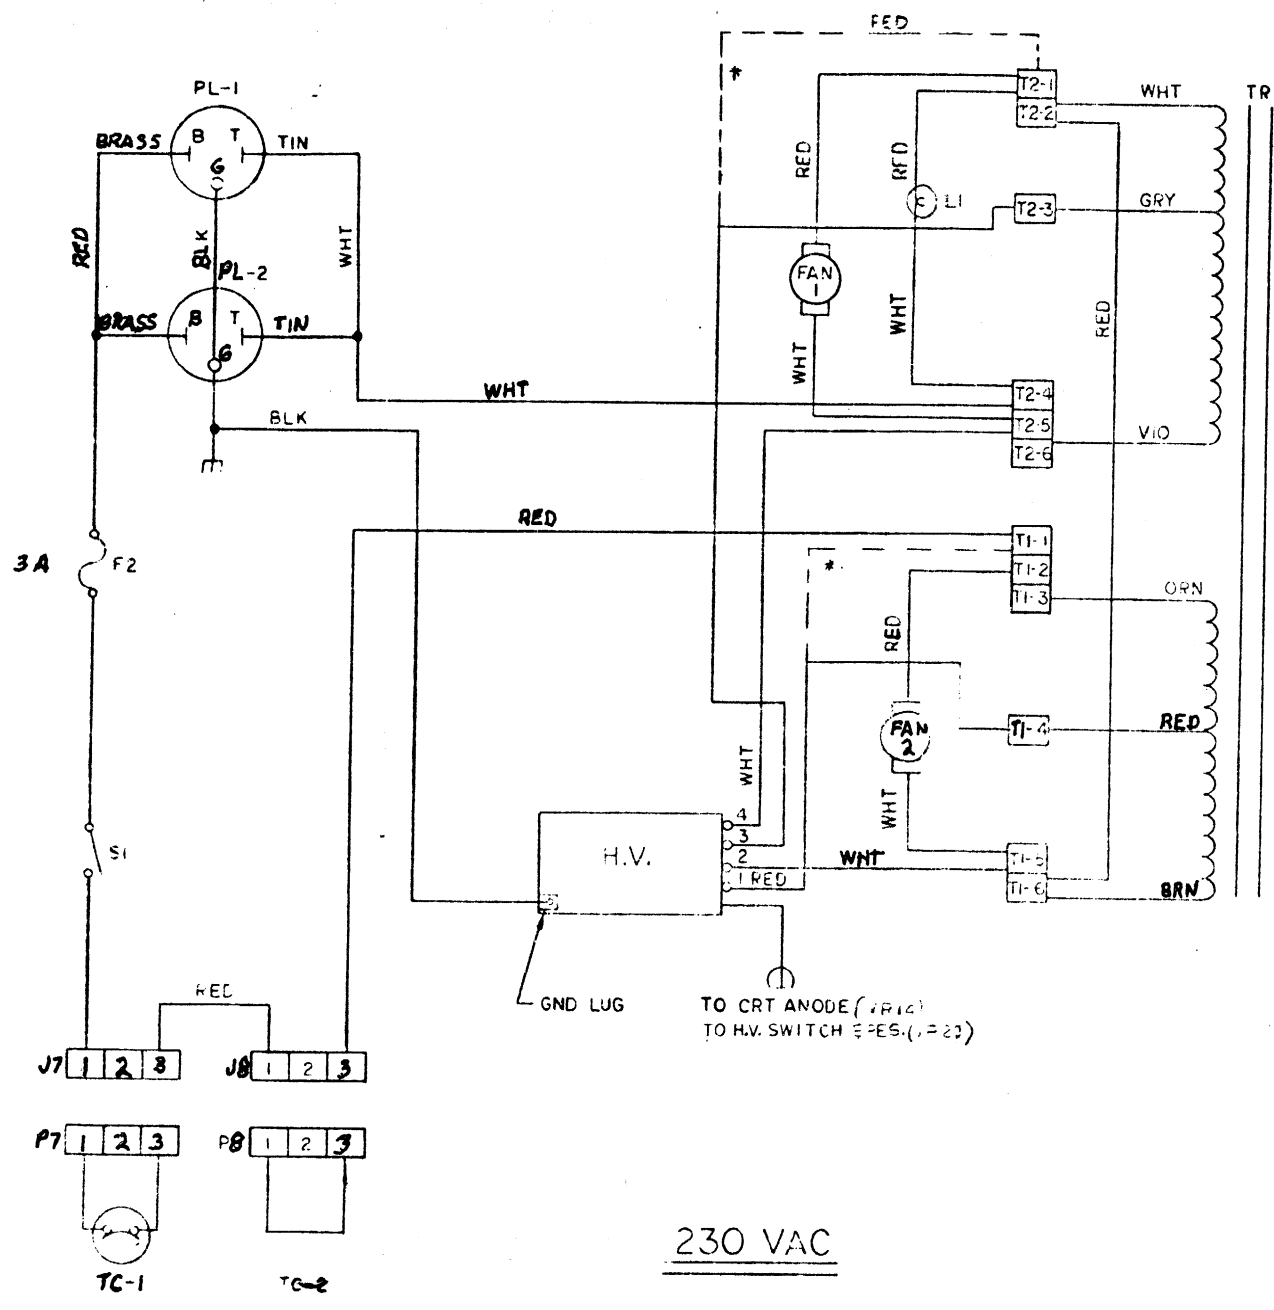 RED
PL-1
*
T2-1
WHT
TR
T2-2
BRASS
B
T
TIN
G
RED
RED
L1
C
T2-3
GRY
RED
BLK
WHT
PL-2
FAN
1
BRASS
B
T
TIN
G
WHT
WHT
RED
WHT
T2-4
BLK
T2-5
VIO
T2-6
RED
T1-1
3A
F2
*
T1-2
T1-3
ORN
RED
FAN
2
T1-4
RED
WHT
WHT
4
3
S1
H.V.
2
WHT
T1-5
1
RED
T1-6
BRN
GND LUG
TO CRT ANODE
TO H.V. SWITCH
RED
J7
1
2
3
J8
1
2
3
P7
1
2
3
P8
1
2
3
230 VAC
TC-1
TC-2